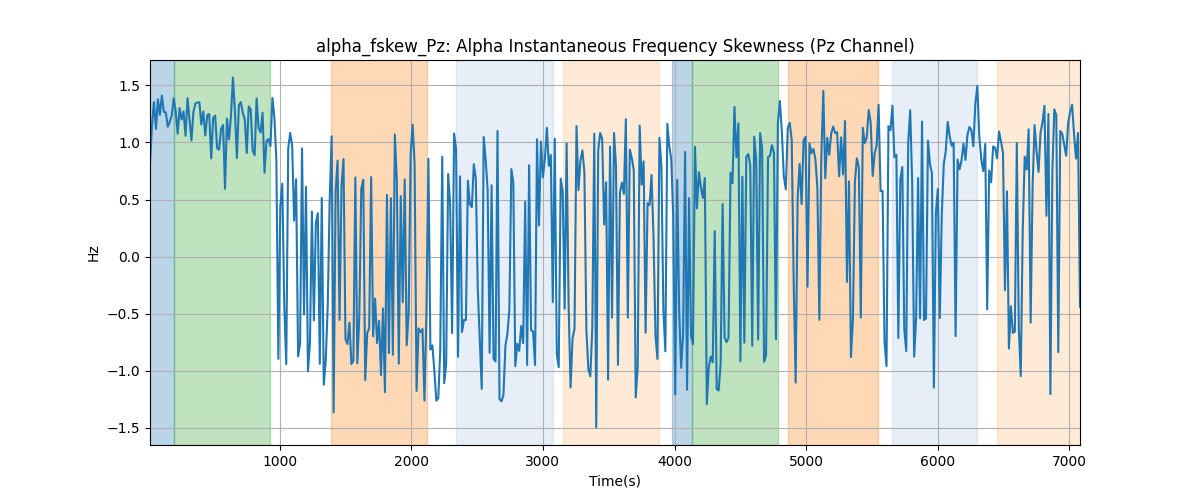 alpha_fskew_Pz: Alpha Instantaneous Frequency Skewness (Pz Channel)
1.5
1.0
0.5
0.0
−0.5
−1.0
−1.5
Hz
1000 2000 3000 4000 5000 6000 7000
Time(s)